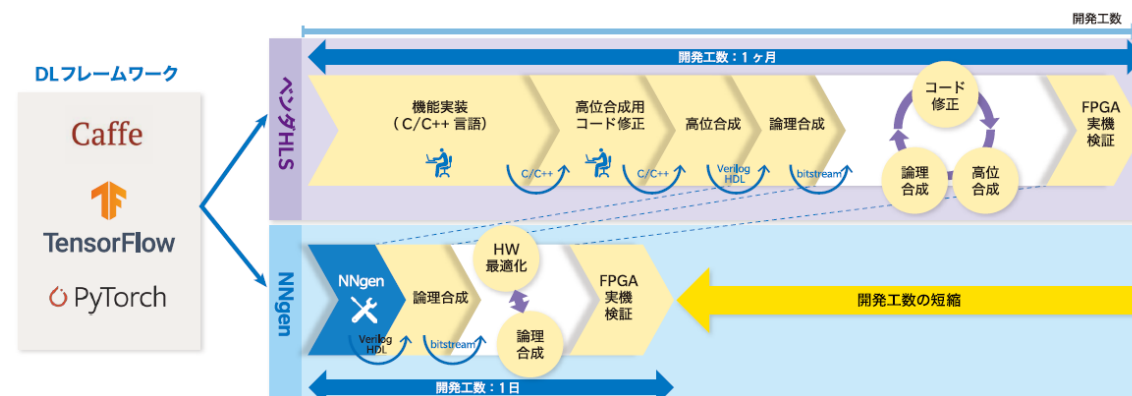 開発工数
DLフレームワーク
Caffe
TensorFlow
PyTorch
ベンダHLS
開発工数：1ヶ月
機能実装
（C/C++言語）
C/C++
高位合成用
コード修正
C/C++
高位合成
Verilog
HDL
論理合成
bitstream
コード
修正
論理
合成
高位
合成
FPGA
実機
検証
NNgen
NNgen
Verilog
HDL
論理合成
bitstream
HW
最適化
論理
合成
FPGA
実機
検証
開発工数の短縮
開発工数：1日